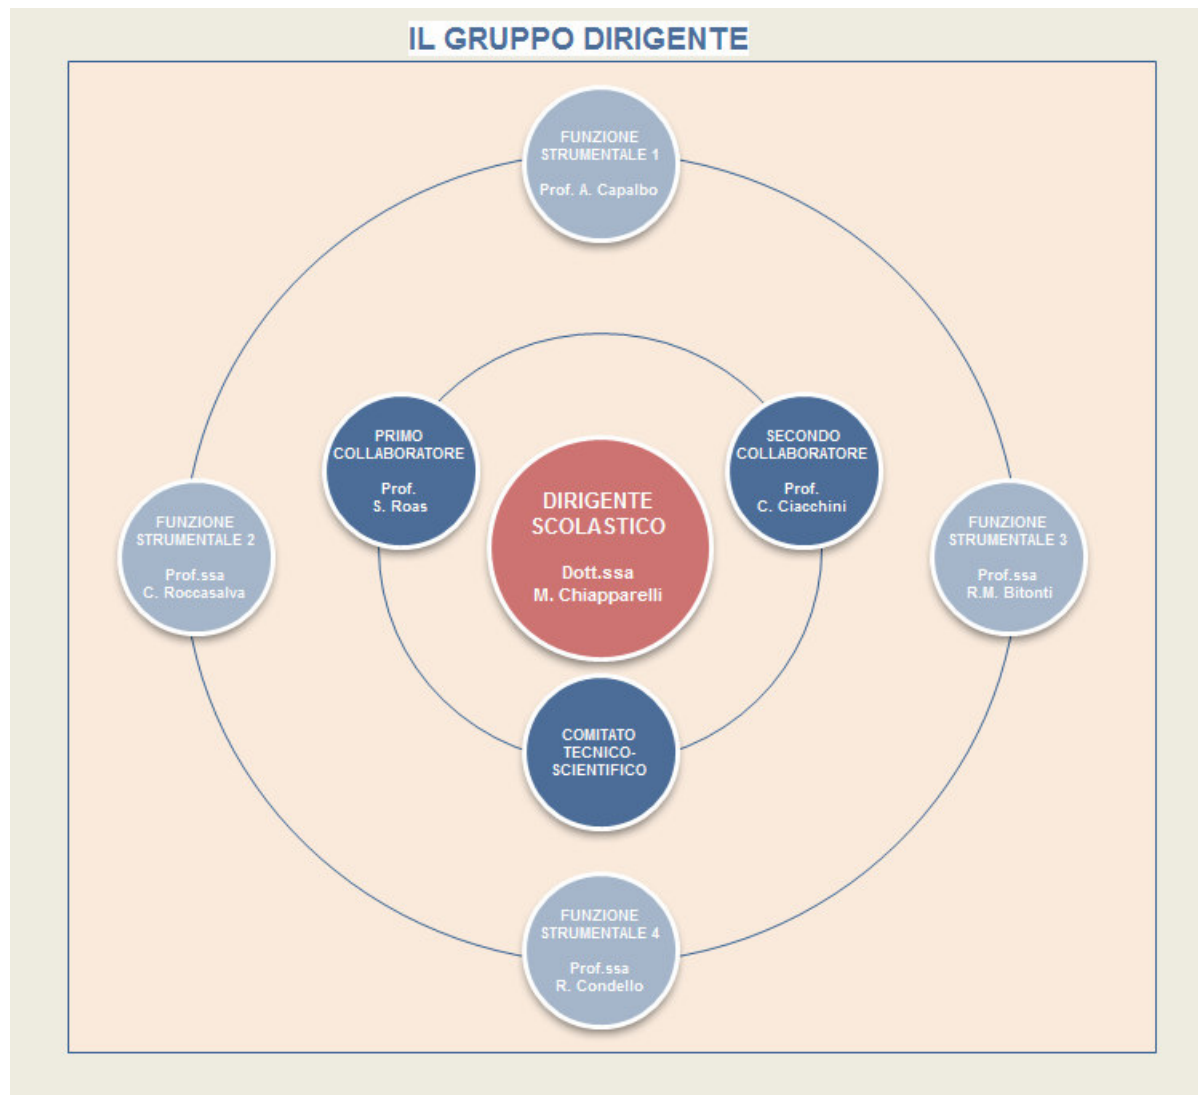 IL GRUPPO DIRIGENTE
FUNZIONE
STRUMENTALE 1
Prof. A. Capalbo
PRIMO
COLLABORATORE
Prof.
S. Roas
SECONDO
COLLABORATORE
Prof.
C. Ciacchini
DIRIGENTE
SCOLASTICO
Dott.ssa
M. Chiapparelli
FUNZIONE
STRUMENTALE 2
Prof.ssa
C. Roccasalva
FUNZIONE
STRUMENTALE 3
Prof.ssa
R.M. Bitonti
COMITATO
TECNICO-
SCIENTIFICO
FUNZIONE
STRUMENTALE 4
Prof.ssa
R. Condello